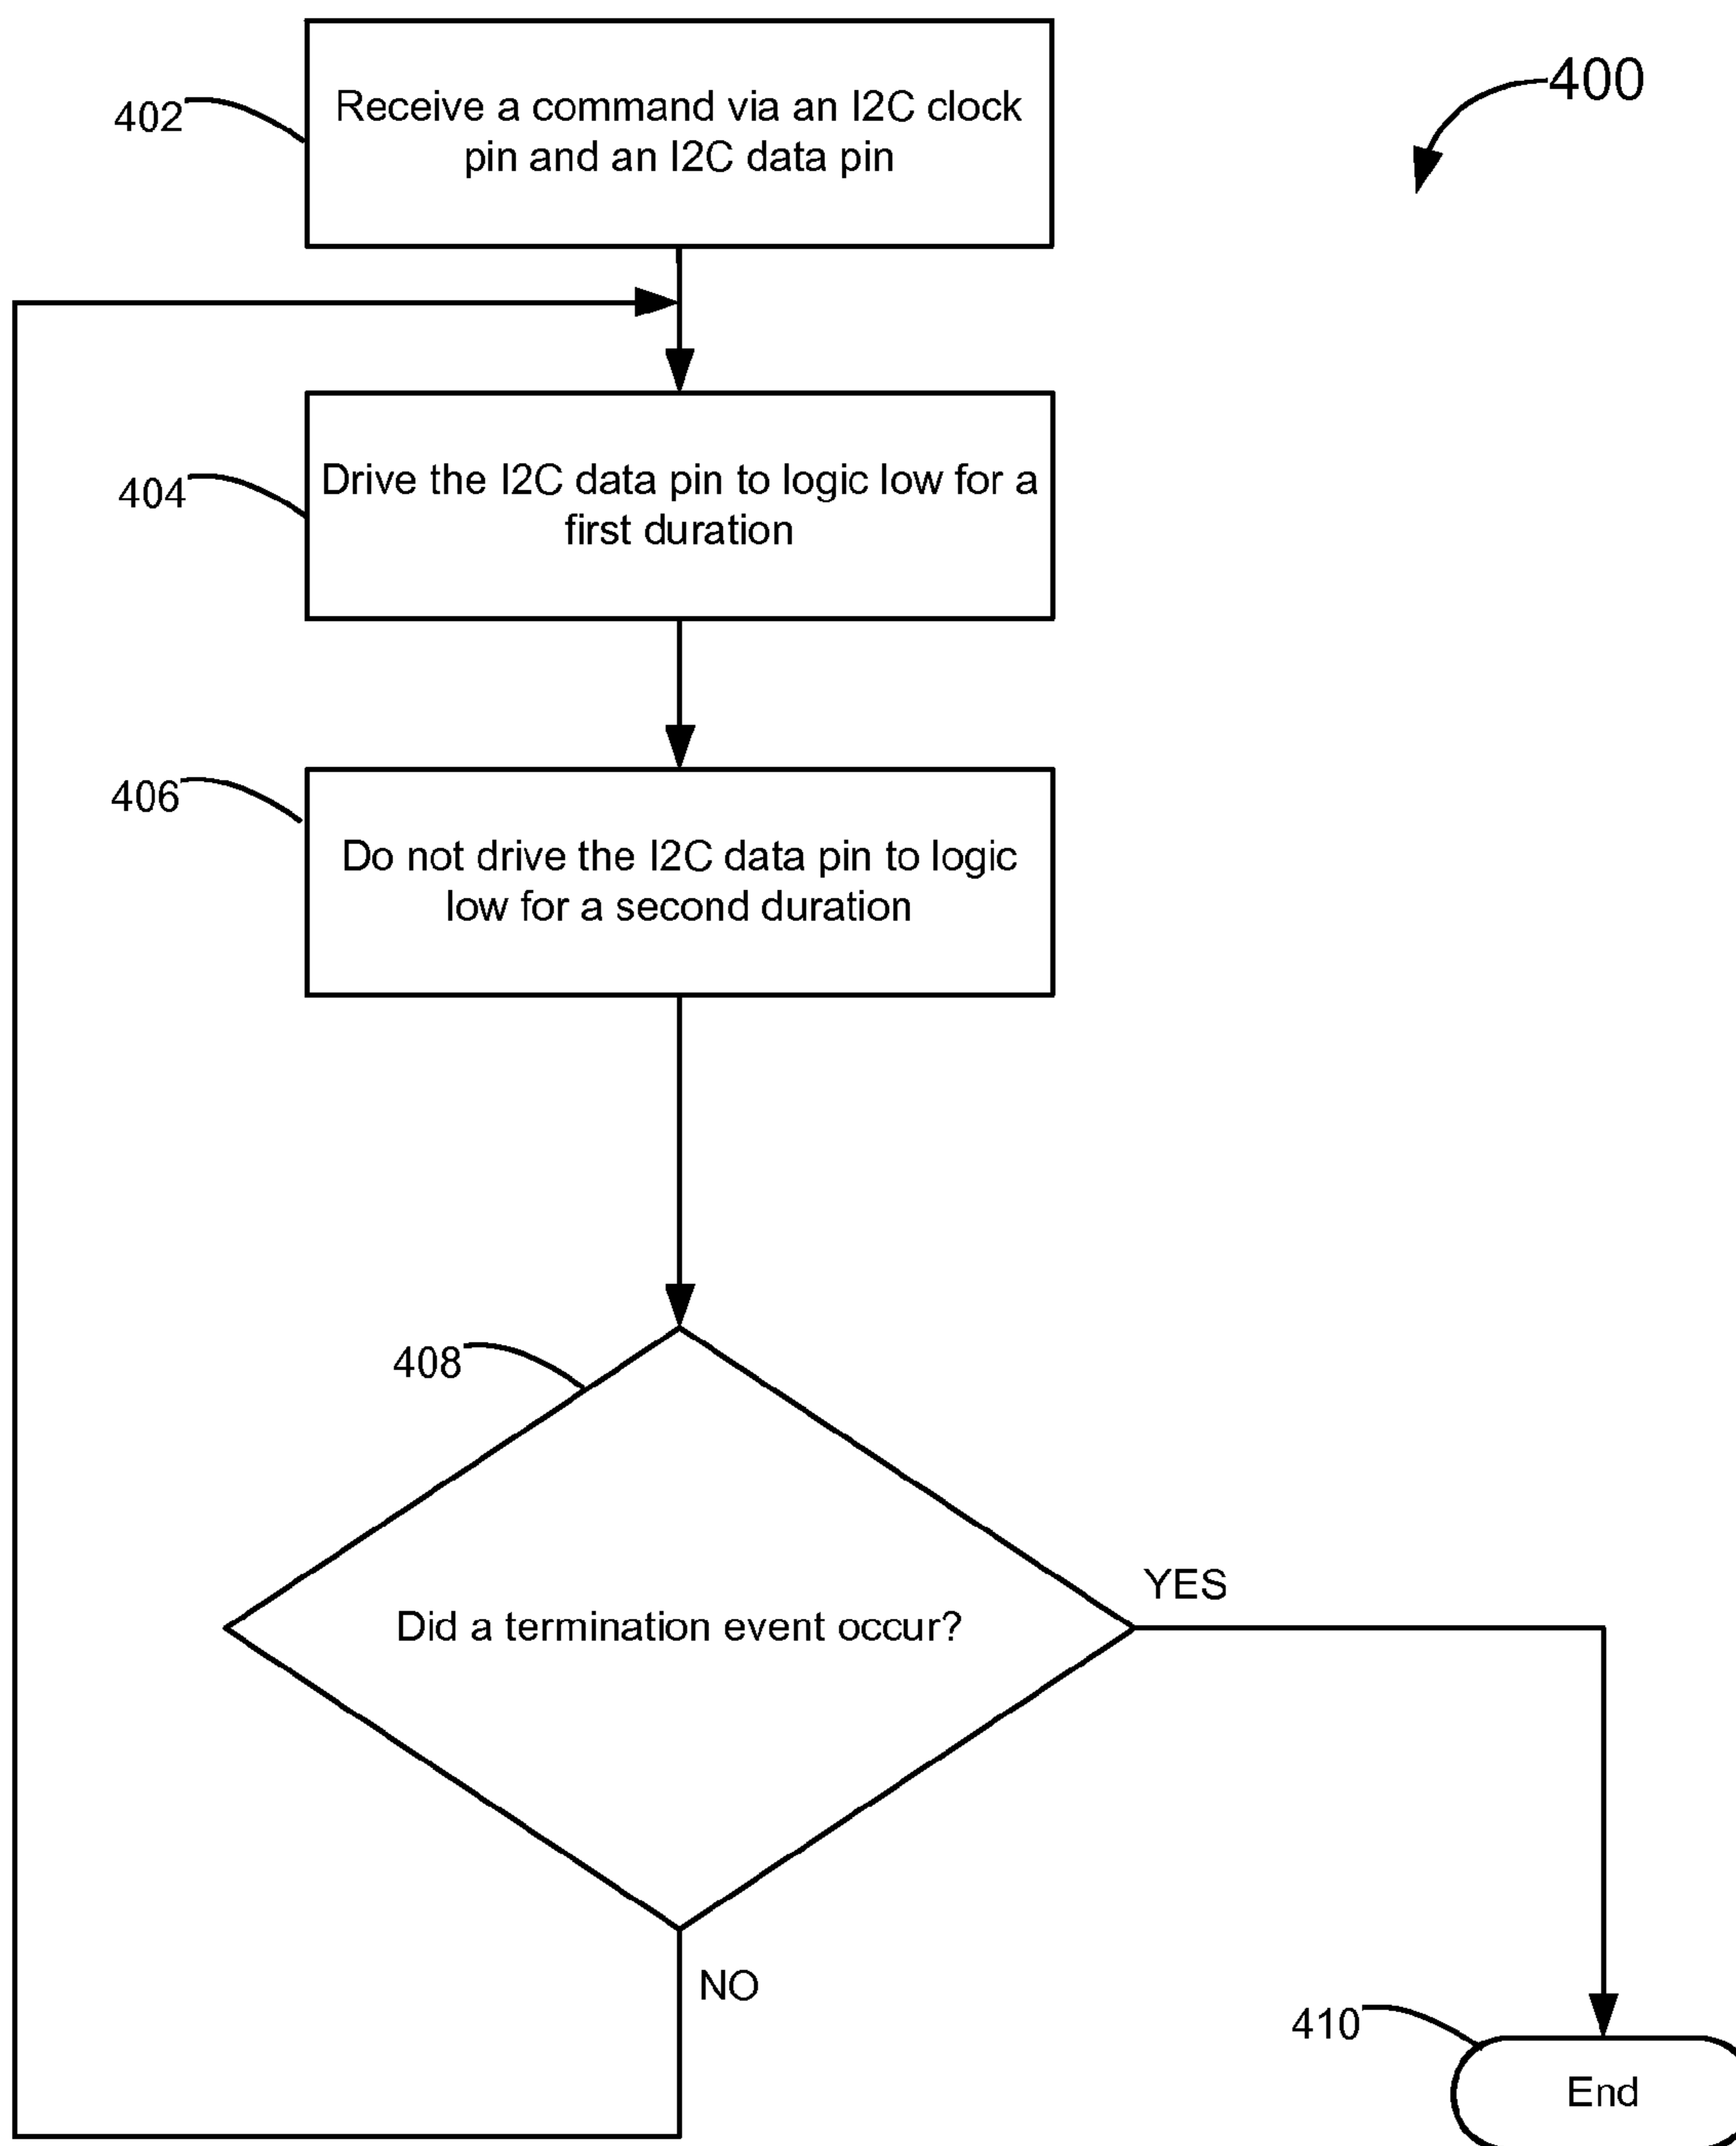 400
402
Receive a command via an I2C clock
pin and an I2C data pin
404
Drive the I2C data pin to logic low for a
first duration
406
Do not drive the I2C data pin to logic
low for a second duration
408
Did a termination event occur?
YES
NO
410
End